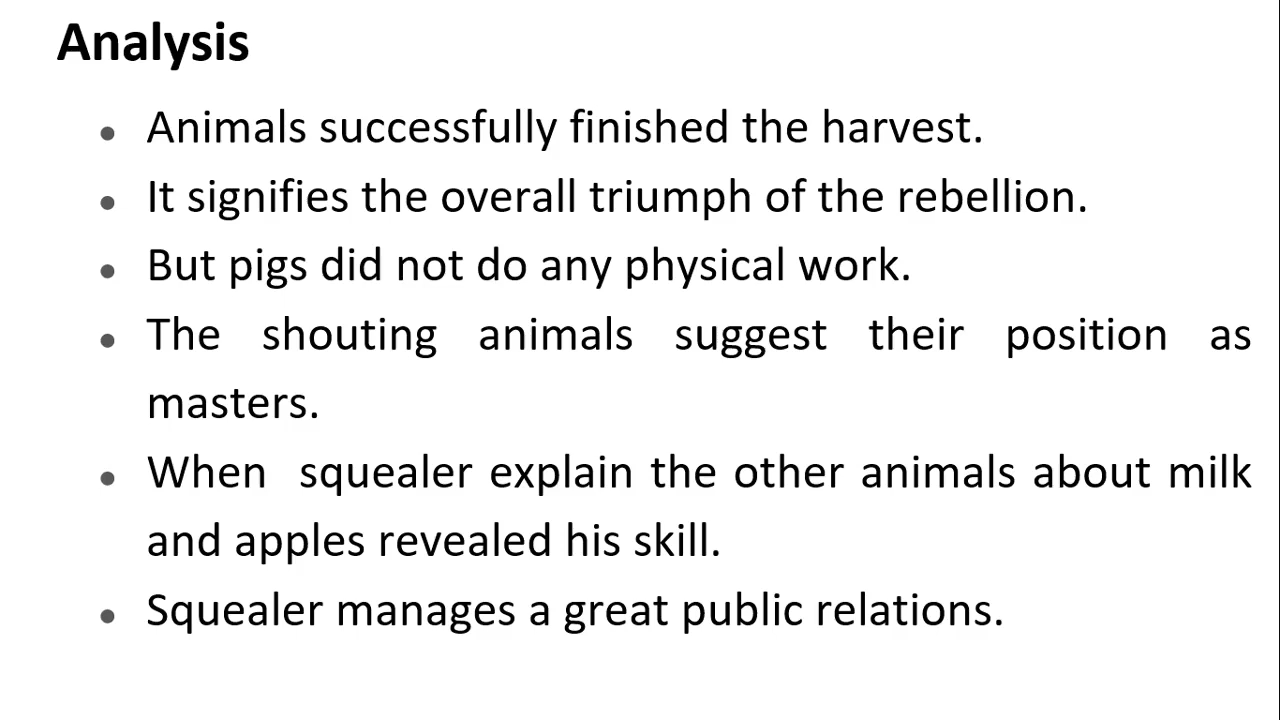 Analysis
• Animals successfully finished the harvest.
• It signifies the overall triumph of the rebellion.
• But pigs did not do any physical work.
• The shouting animals suggest their position as
masters.
• When squealer explain the other animals about milk
and apples revealed his skill.
• Squealer manages a great public relations.